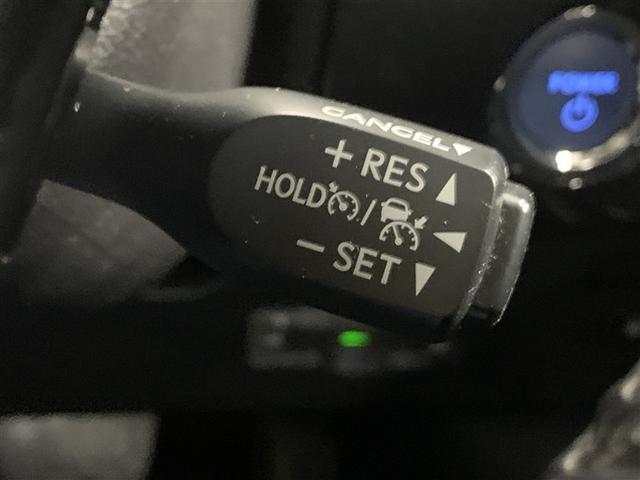 CANCEL▼
+ RES ▲
HOLD / ◀
− SET ▼
POWER